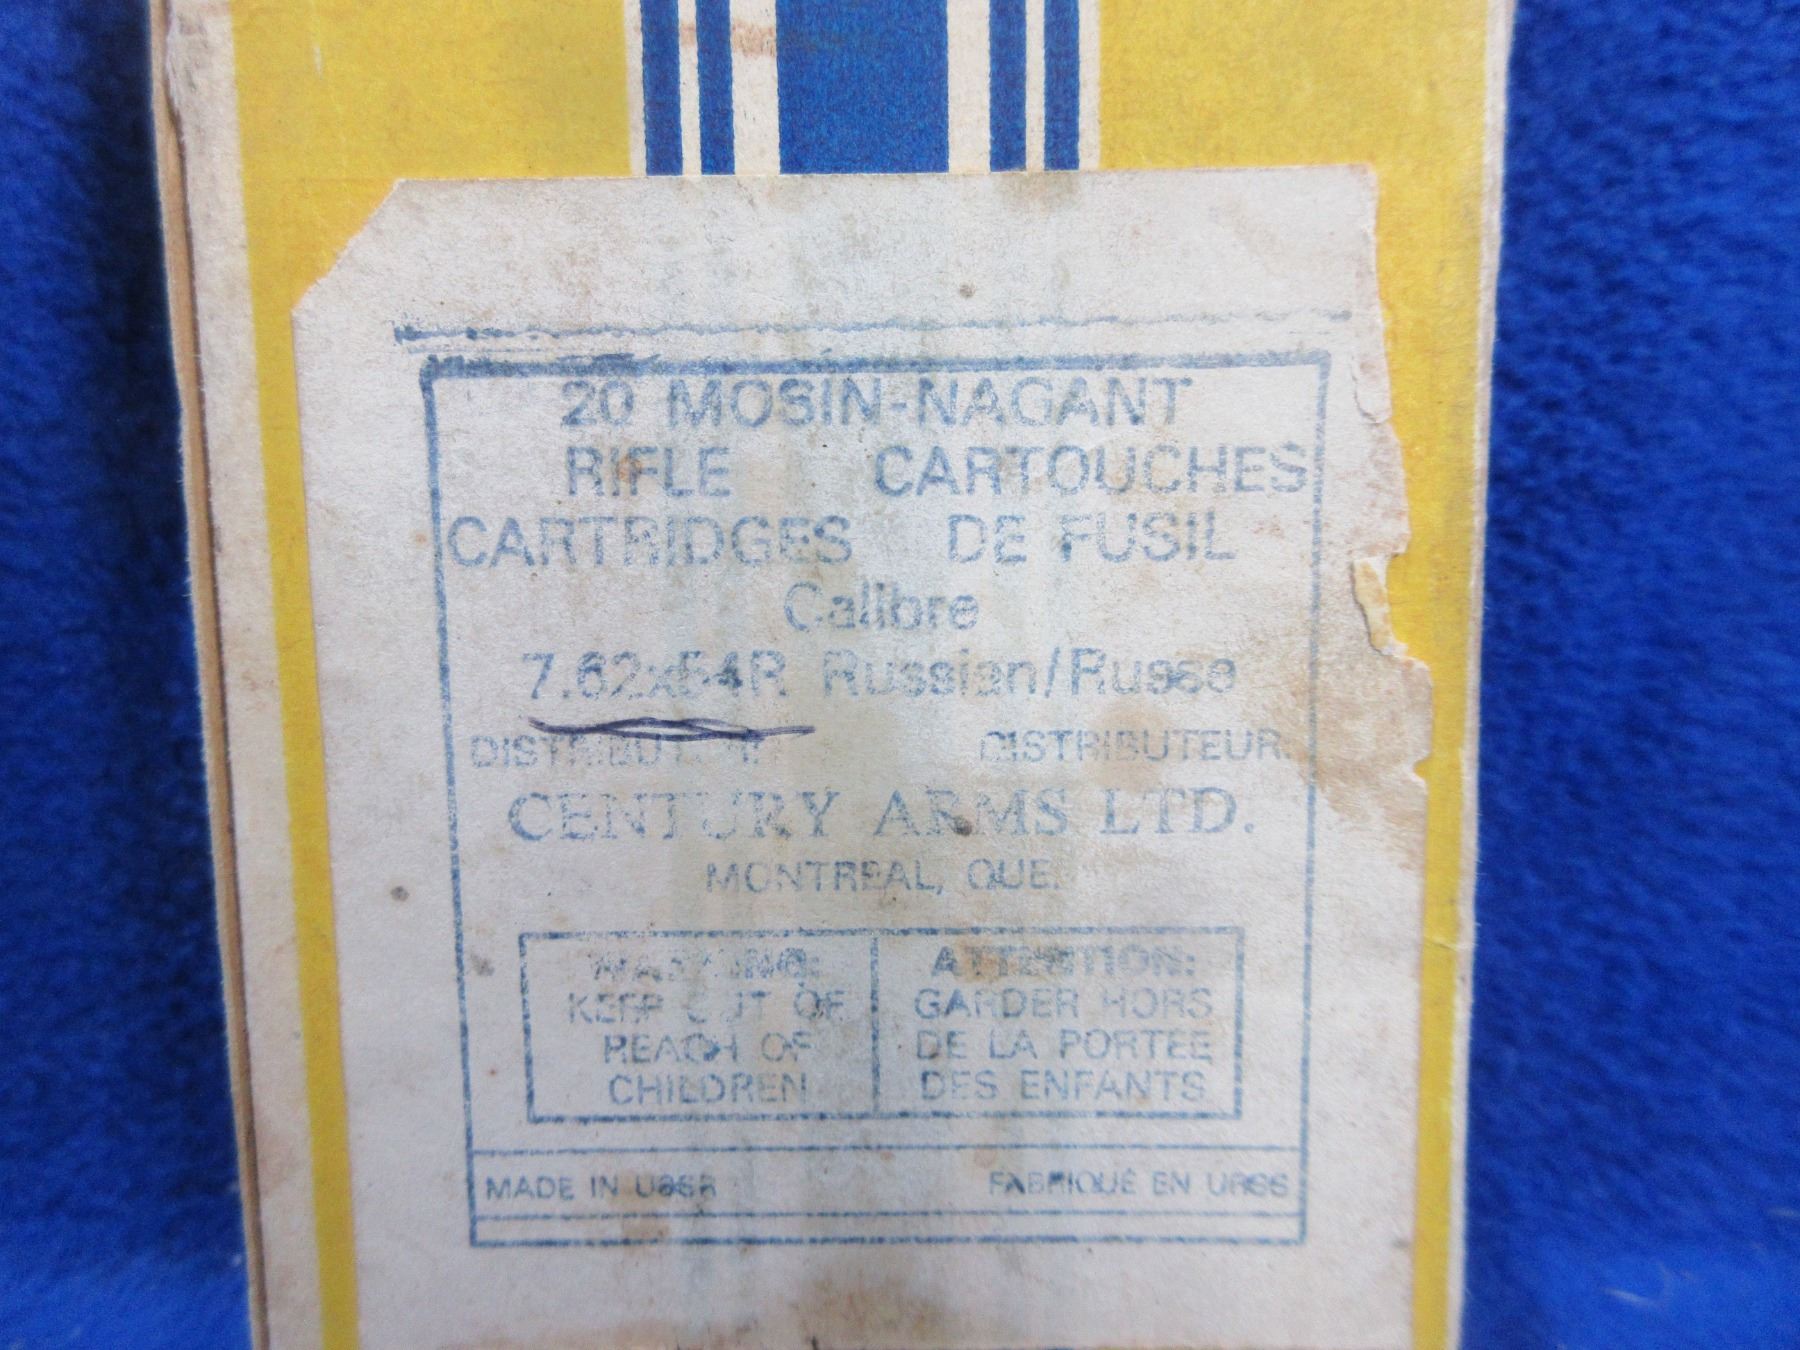 20 MOSIN-NAGANT
RIFLE CARTOUCHES
CARTRIDGES DE FUSIL
Calibre
7.62x54R Russian/Russe
DISTRIBUTEUR.
CENTURY ARMS LTD.
MONTREAL, QUE.
WARNING: ATTENTION:
KEEP OUT OF GARDER HORS
REACH OF DE LA PORTÉE
CHILDREN DES ENFANTS
MADE IN USSR FABRIQUÉ EN URSS